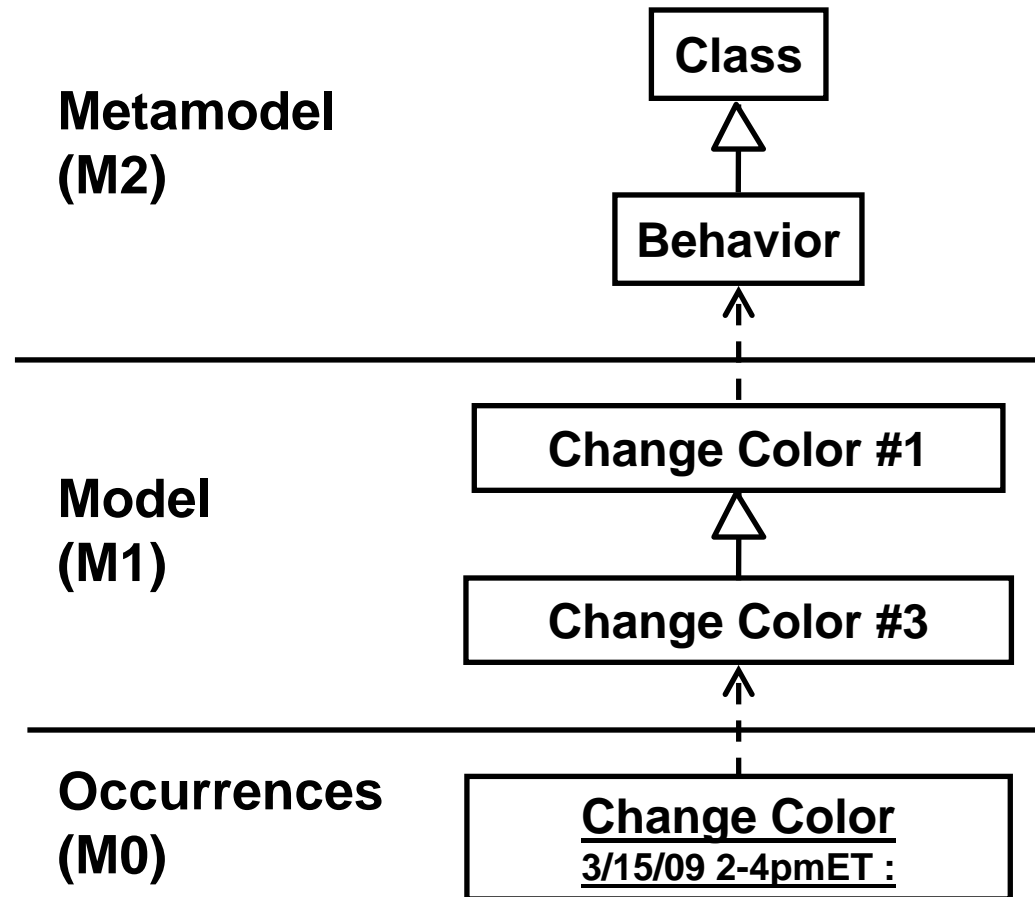 Class
Metamodel
(M2)
Behavior
Change Color #1
Model
(M1)
Change Color #3
Occurrences
(M0)
Change Color
3/15/09 2-4pmET :